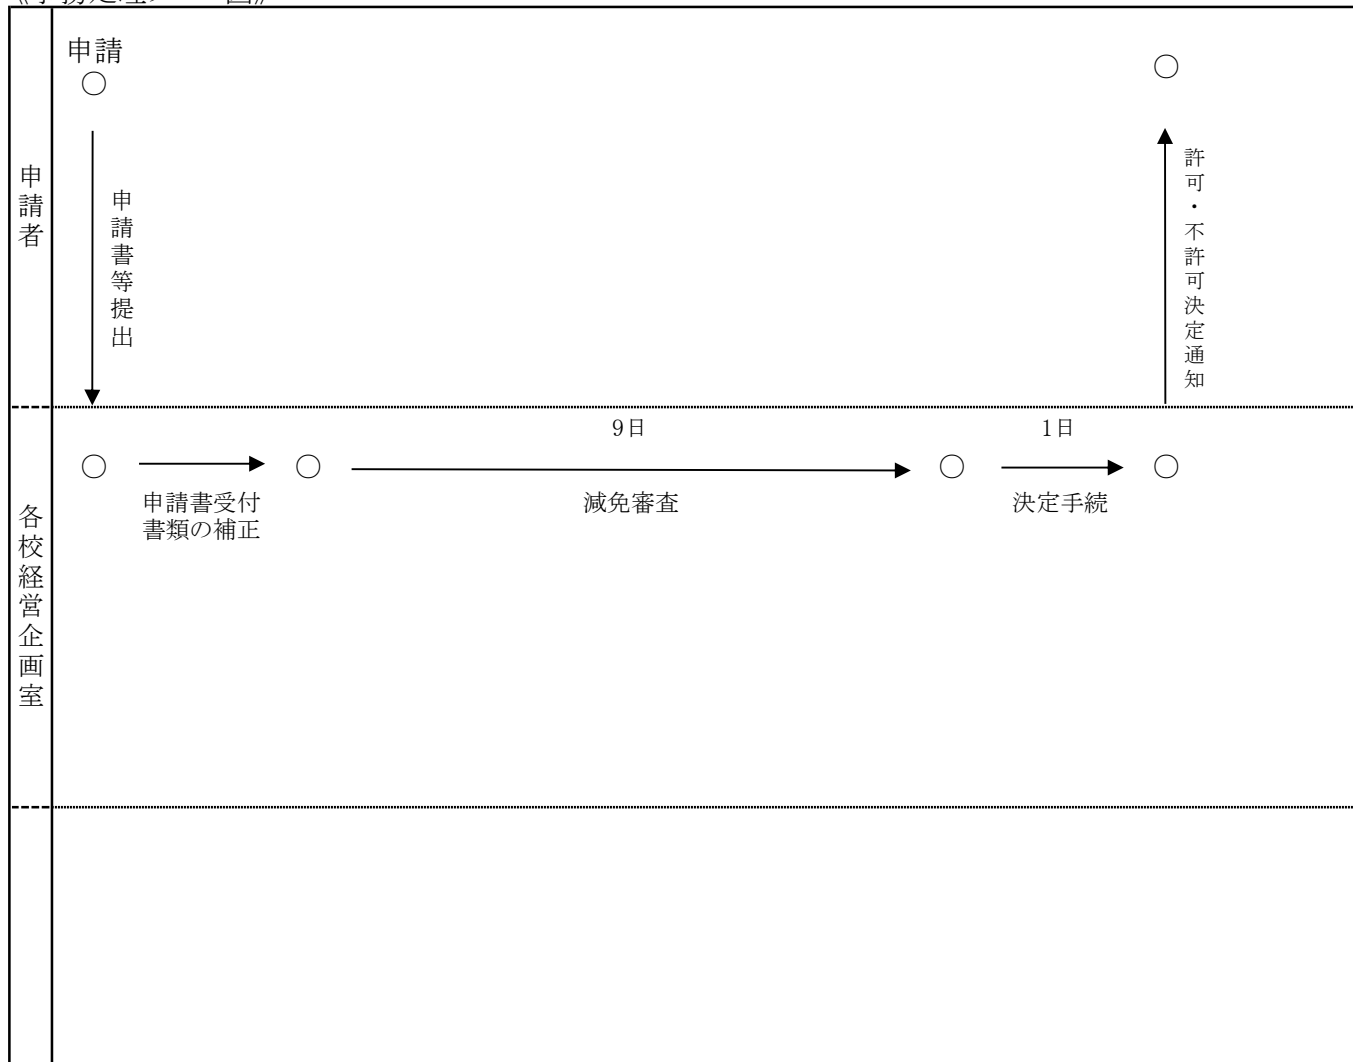 申請
申請者
申請書等提出
許可・不許可決定通知
9日
1日
申請書受付
書類の補正
減免審査
決定手続
各校経営企画室